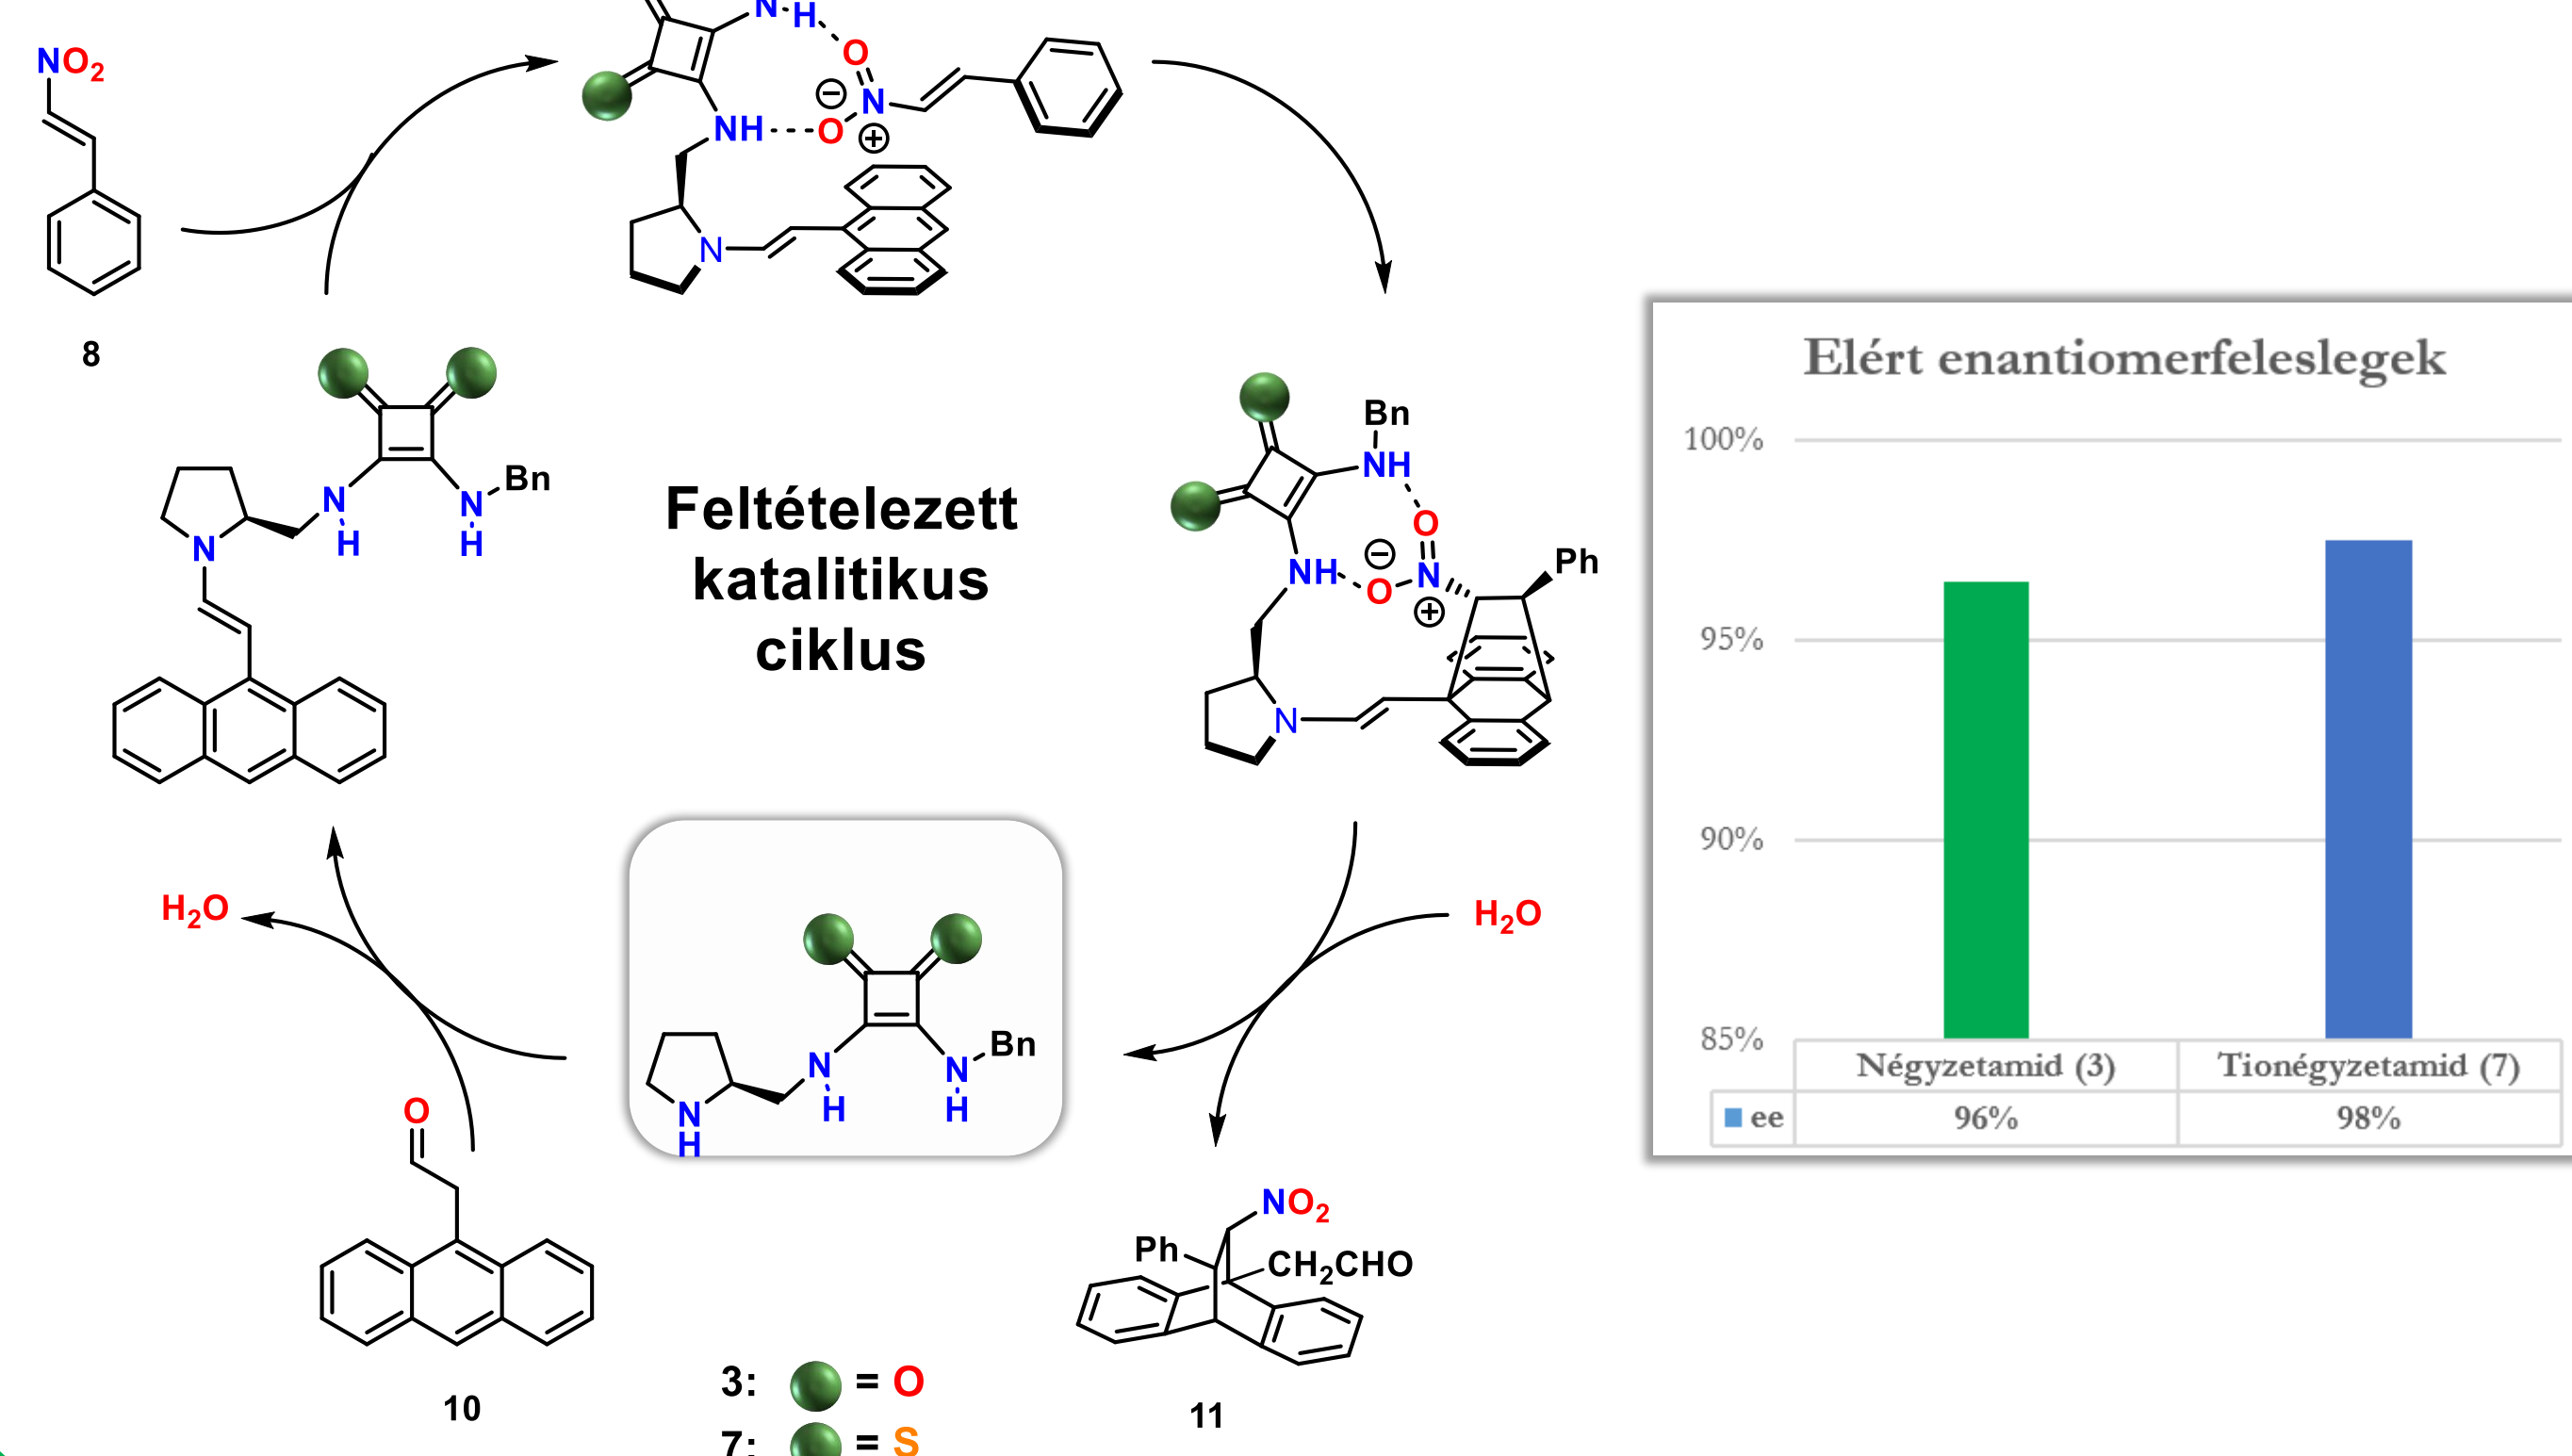 N H
NO2
O
⊖ N
NH O ⊕
N
8
N
N
H
N
H
Bn
Feltételezett
katalitikus
ciklus
Bn
NH
O
⊖
NH O N
⊕
Ph
N
H2O
H2O
N
H
N
H
N
H
Bn
O
10
NO2
Ph
CH2CHO
11
3: = O
7: = S
Elért enantiomerfeleslegek
100%
95%
90%
85%
Négyzetamid (3) Tionégyzetamid (7)
ee 96% 98%